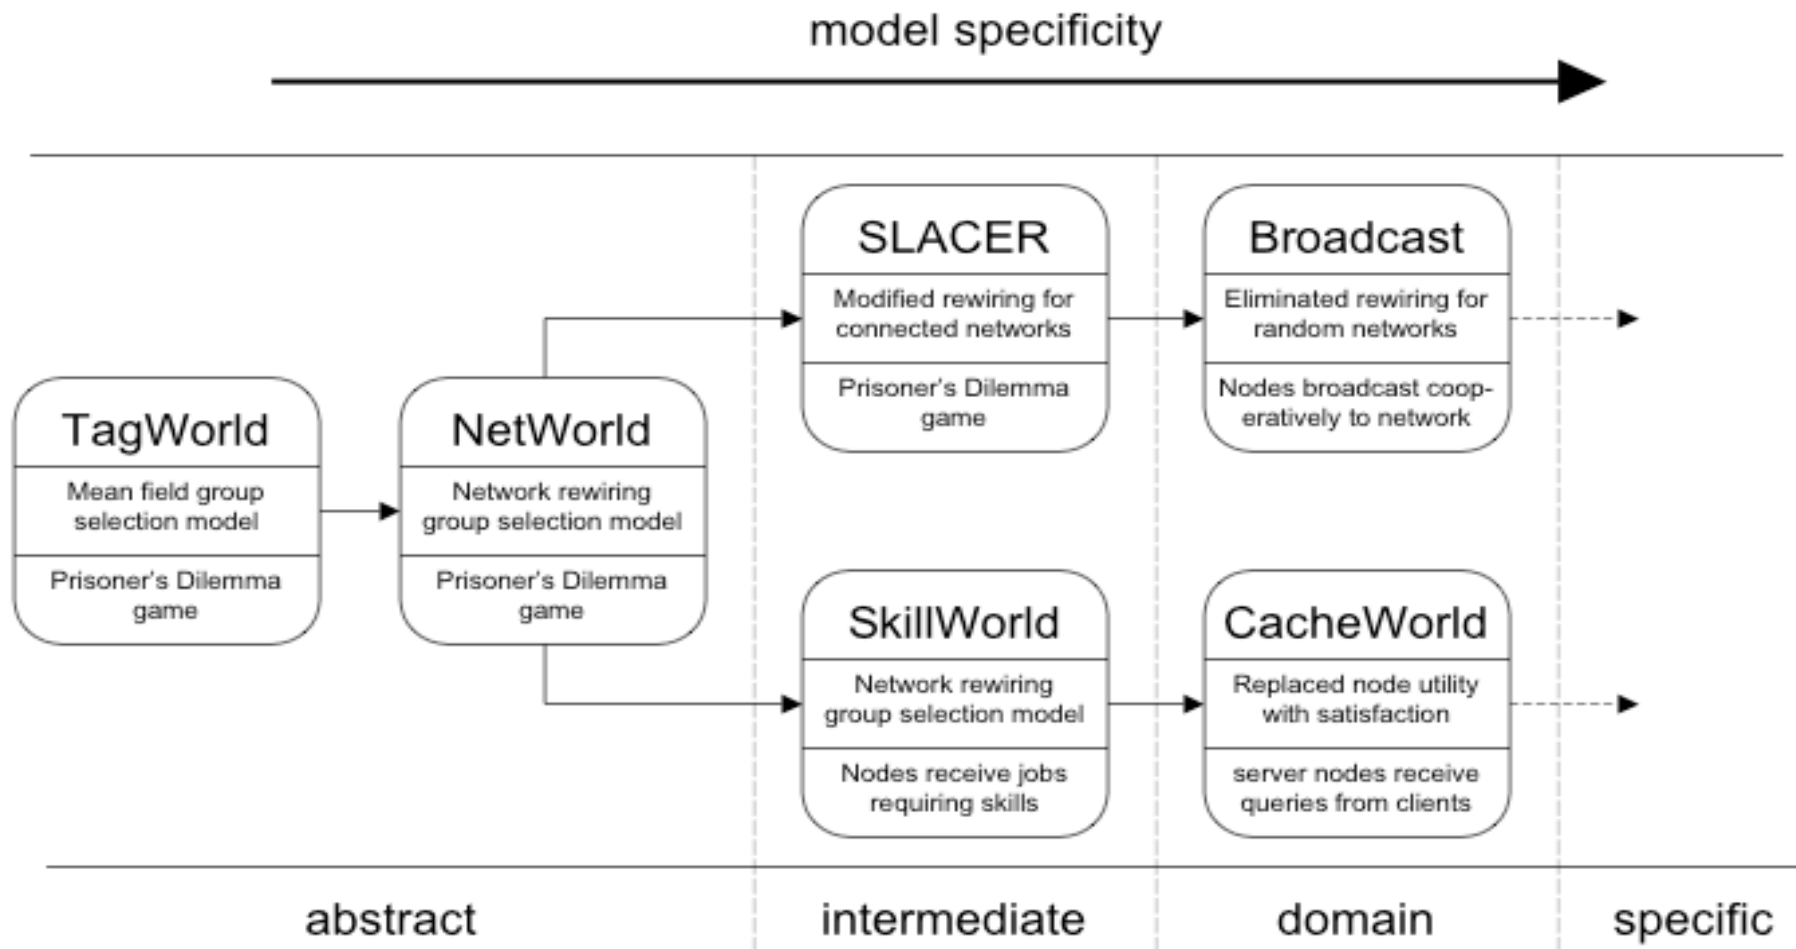 model specificity
SLACER
Modified rewiring for
connected networks
Prisoner's Dilemma
game
Broadcast
Eliminated rewiring for
random networks
Nodes broadcast coop-
eratively to network
TagWorld
Mean field group
selection model
Prisoner's Dilemma
game
NetWorld
Network rewiring
group selection model
Prisoner's Dilemma
game
SkillWorld
Network rewiring
group selection model
Nodes receive jobs
requiring skills
CacheWorld
Replaced node utility
with satisfaction
server nodes receive
queries from clients
abstract
intermediate
domain
specific